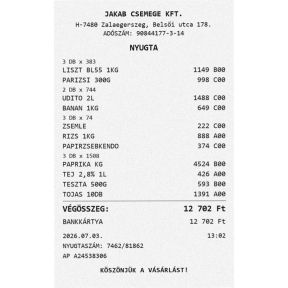 JAKAB CSEMEGE KFT.
H-7480 Zalaegerszeg, Belsői utca 178.
ADÓSZÁM: 90844177-3-14
NYUGTA
3 DB x 383
LISZT BL55 1KG 1149 B00
PARIZSI 300G 998 C00
2 DB x 744
UDITO 2L 1488 C00
BANAN 1KG 649 C00
3 DB x 74
ZSEMLE 222 C00
RIZS 1KG 888 A00
PAPIRZSEBKENDO 374 C00
3 DB x 1508
PAPRIKA KG 4524 B00
TEJ 2,8% 1L 426 A00
TESZTA 500G 593 B00
TOJAS 10DB 1391 A00
VÉGÖSSZEG: 12 702 Ft
BANKKÁRTYA 12 702 Ft
2026.07.03. 13:02
NYUGTASZÁM: 7462/81862
AP A24538306
KÖSZÖNJÜK A VÁSÁRLÁST!